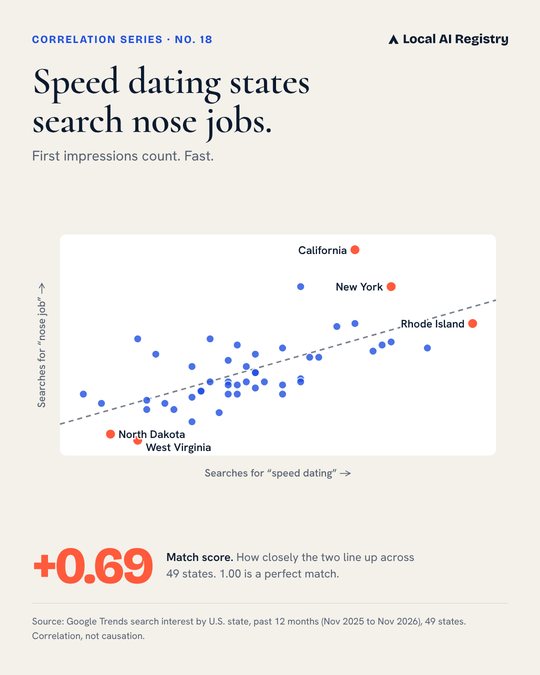 CORRELATION SERIES · NO. 18
Local AI Registry
Speed dating states
search nose jobs.
First impressions count. Fast.
California
New York
Rhode Island
North Dakota
West Virginia
Searches for “nose job” →
Searches for “speed dating” →
+0.69
Match score. How closely the two line up across
49 states. 1.00 is a perfect match.
Source: Google Trends search interest by U.S. state, past 12 months (Nov 2025 to Nov 2026), 49 states.
Correlation, not causation.